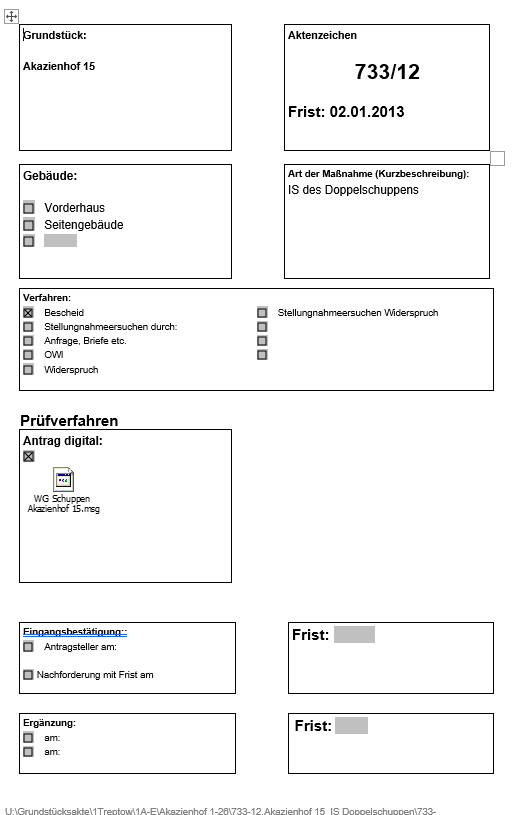 Grundstück:
Akazienhof 15
Aktenzeichen
733/12
Frist: 02.01.2013
Gebäude:
Vorderhaus
Seitengebäude
Art der Maßnahme (Kurzbeschreibung):
IS des Doppelschuppens
Verfahren:
Bescheid
Stellungnahmeersuchen durch:
Anfrage, Briefe etc.
OWI
Widerspruch
Stellungnahmeersuchen Widerspruch
Prüfverfahren
Antrag digital:
WG Schuppen
Akazienhof 15.msg
Eingangsbestätigung::
Antragsteller am:
Nachforderung mit Frist am
Frist:
Ergänzung:
am:
am:
Frist:
U:\Grundstücksakte\1Treptow\1A-E\Akazienhof 1-26\733-12.Akazienhof 15_IS Doppelschuppen\733-